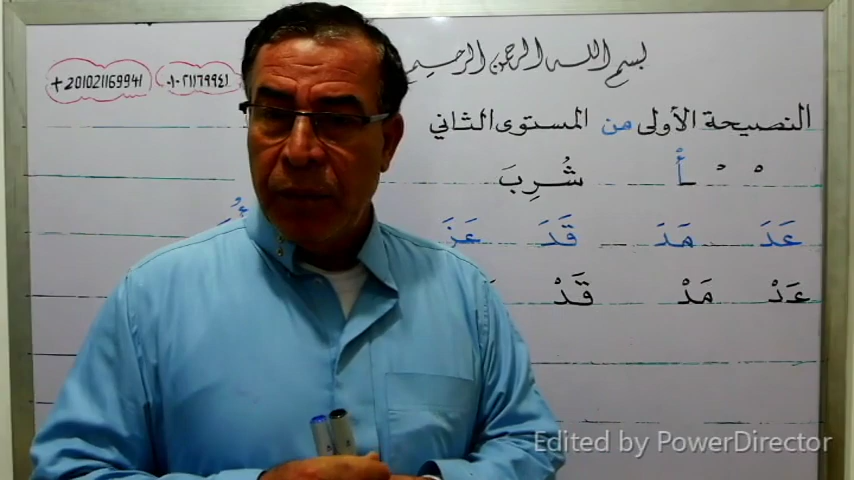 بسم الله الرحمن الرحيم
+201021169941 ٠١٠٢١١٦٩٩٤١
النصيحة الأولى من المستوى الثاني
شُرِبَ
عَدَ مَدَ قَدَ عَزَ
عَدْ مَدْ قَدْ
Edited by PowerDirector